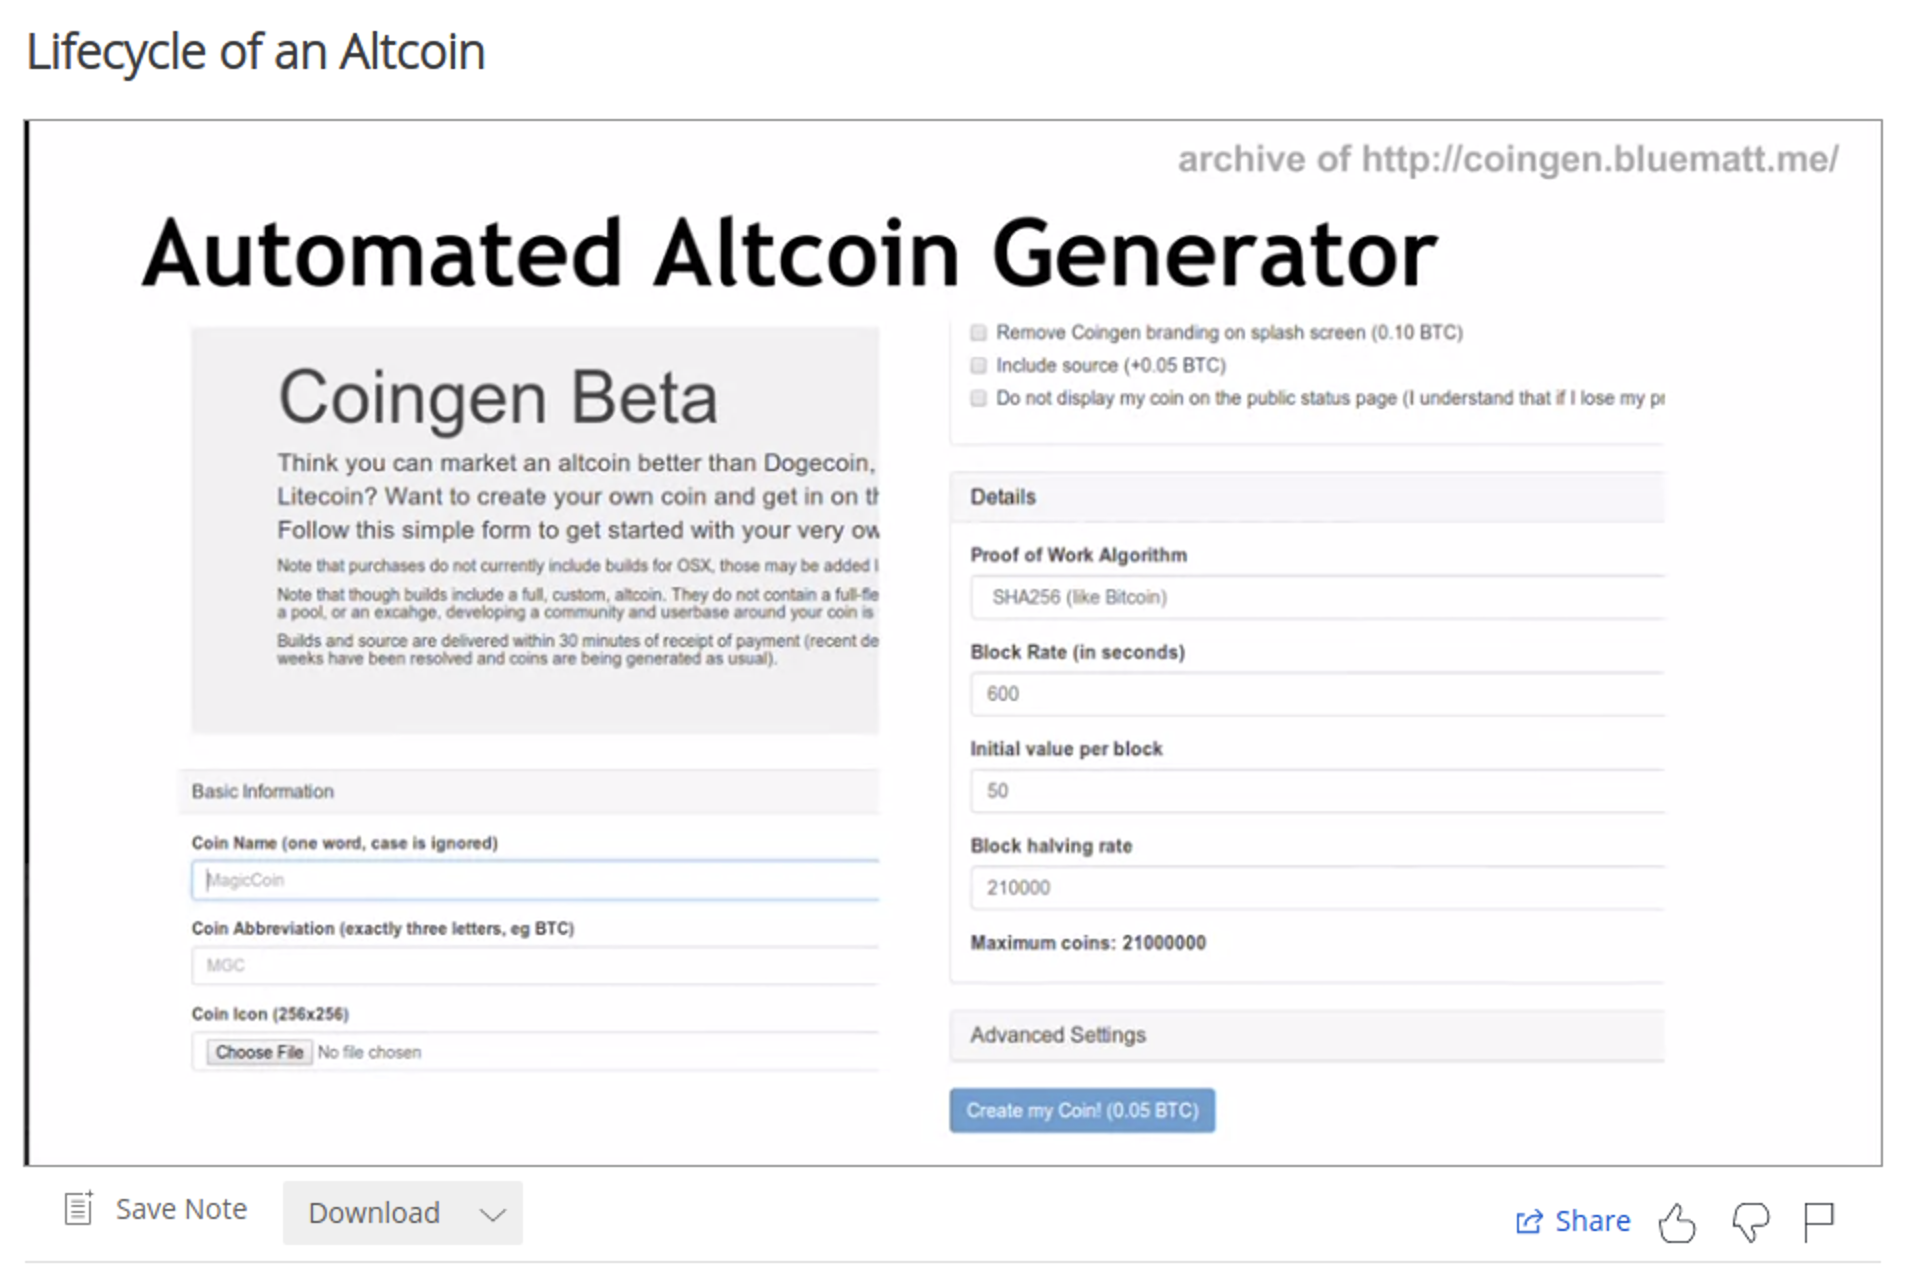 Lifecycle of an Altcoin
archive of http://coingen.bluematt.me/
Automated Altcoin Generator
Coingen Beta
Think you can market an altcoin better than Dogecoin,
Litecoin? Want to create your own coin and get in on th
Follow this simple form to get started with your very ow
Note that purchases do not currently include builds for OSX, those may be added l
Note that though builds include a full, custom, altcoin. They do not contain a full-fle
a pool, or an excahge, developing a community and userbase around your coin is
Builds and source are delivered within 30 minutes of receipt of payment (recent de
weeks have been resolved and coins are being generated as usual).
Basic Information
Coin Name (one word, case is ignored)
MagicCoin
Coin Abbreviation (exactly three letters, eg BTC)
MGC
Coin Icon (256x256)
Choose File No file chosen
Remove Coingen branding on splash screen (0.10 BTC)
Include source (+0.05 BTC)
Do not display my coin on the public status page (I understand that if I lose my pr
Details
Proof of Work Algorithm
SHA256 (like Bitcoin)
Block Rate (in seconds)
600
Initial value per block
50
Block halving rate
210000
Maximum coins: 21000000
Advanced Settings
Create my Coin! (0.05 BTC)
Save Note
Download
Share